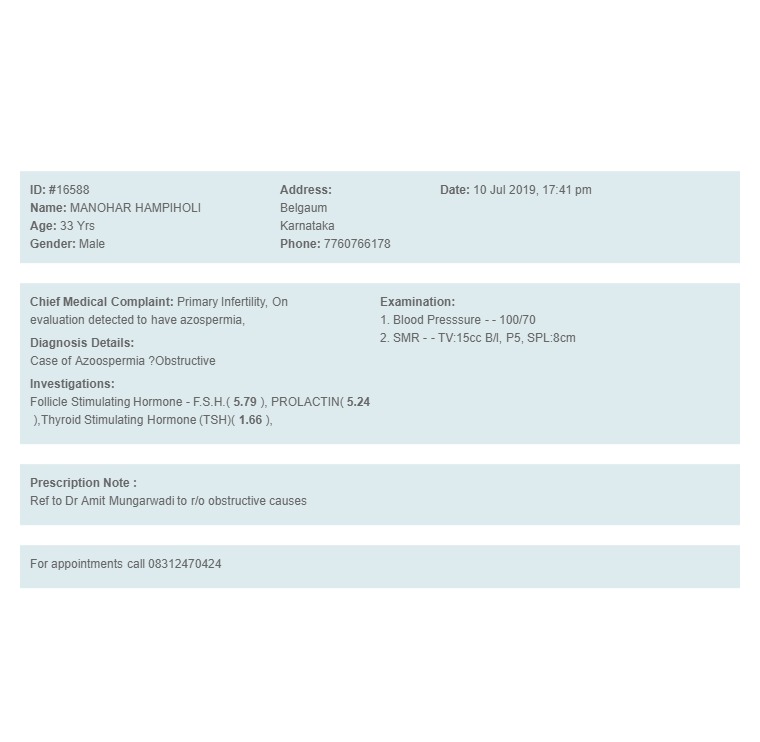 ID: #16588
Name: MANOHAR HAMPIHOLI
Age: 33 Yrs
Gender: Male
Address:
Belgaum
Karnataka
Phone: 7760766178
Date: 10 Jul 2019, 17:41 pm
Chief Medical Complaint: Primary Infertility, On
evaluation detected to have azospermia,
Diagnosis Details:
Case of Azoospermia ?Obstructive
Investigations:
Follicle Stimulating Hormone - F.S.H.( 5.79 ), PROLACTIN( 5.24
),Thyroid Stimulating Hormone (TSH)( 1.66 ),
Examination:
1. Blood Presssure - - 100/70
2. SMR - - TV:15cc B/l, P5, SPL:8cm
Prescription Note :
Ref to Dr Amit Mungarwadi to r/o obstructive causes
For appointments call 08312470424